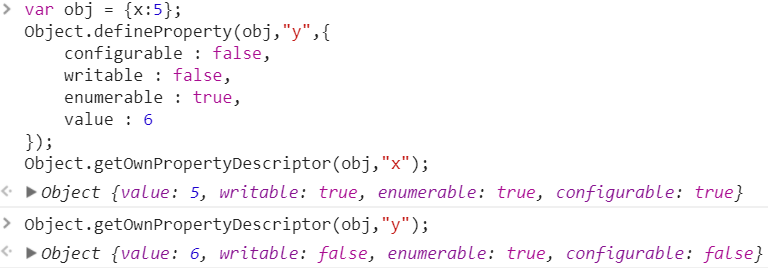 > var obj = {x:5};
Object.defineProperty(obj,"y",{
    configurable : false,
    writable : false,
    enumerable : true,
    value : 6
});
Object.getOwnPropertyDescriptor(obj,"x");
<· ▶ Object {value: 5, writable: true, enumerable: true, configurable: true}
> Object.getOwnPropertyDescriptor(obj,"y");
<· ▶ Object {value: 6, writable: false, enumerable: true, configurable: false}